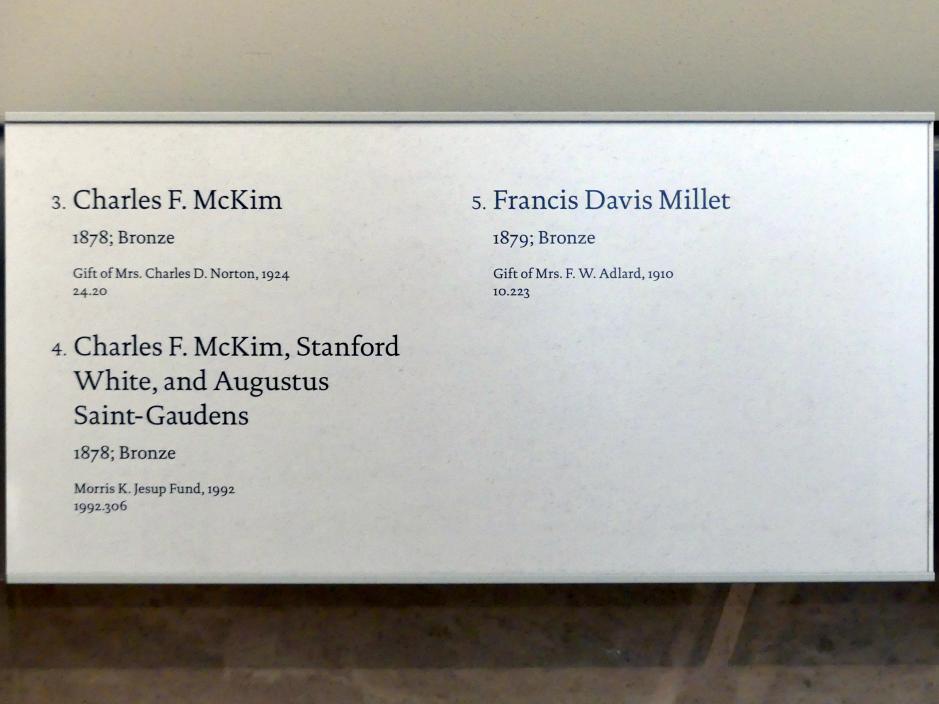 3. Charles F. McKim
1878; Bronze
Gift of Mrs. Charles D. Norton, 1924
24.20
4. Charles F. McKim, Stanford
White, and Augustus
Saint-Gaudens
1878; Bronze
Morris K. Jesup Fund, 1992
1992.306
5. Francis Davis Millet
1879; Bronze
Gift of Mrs. F. W. Adlard, 1910
10.223